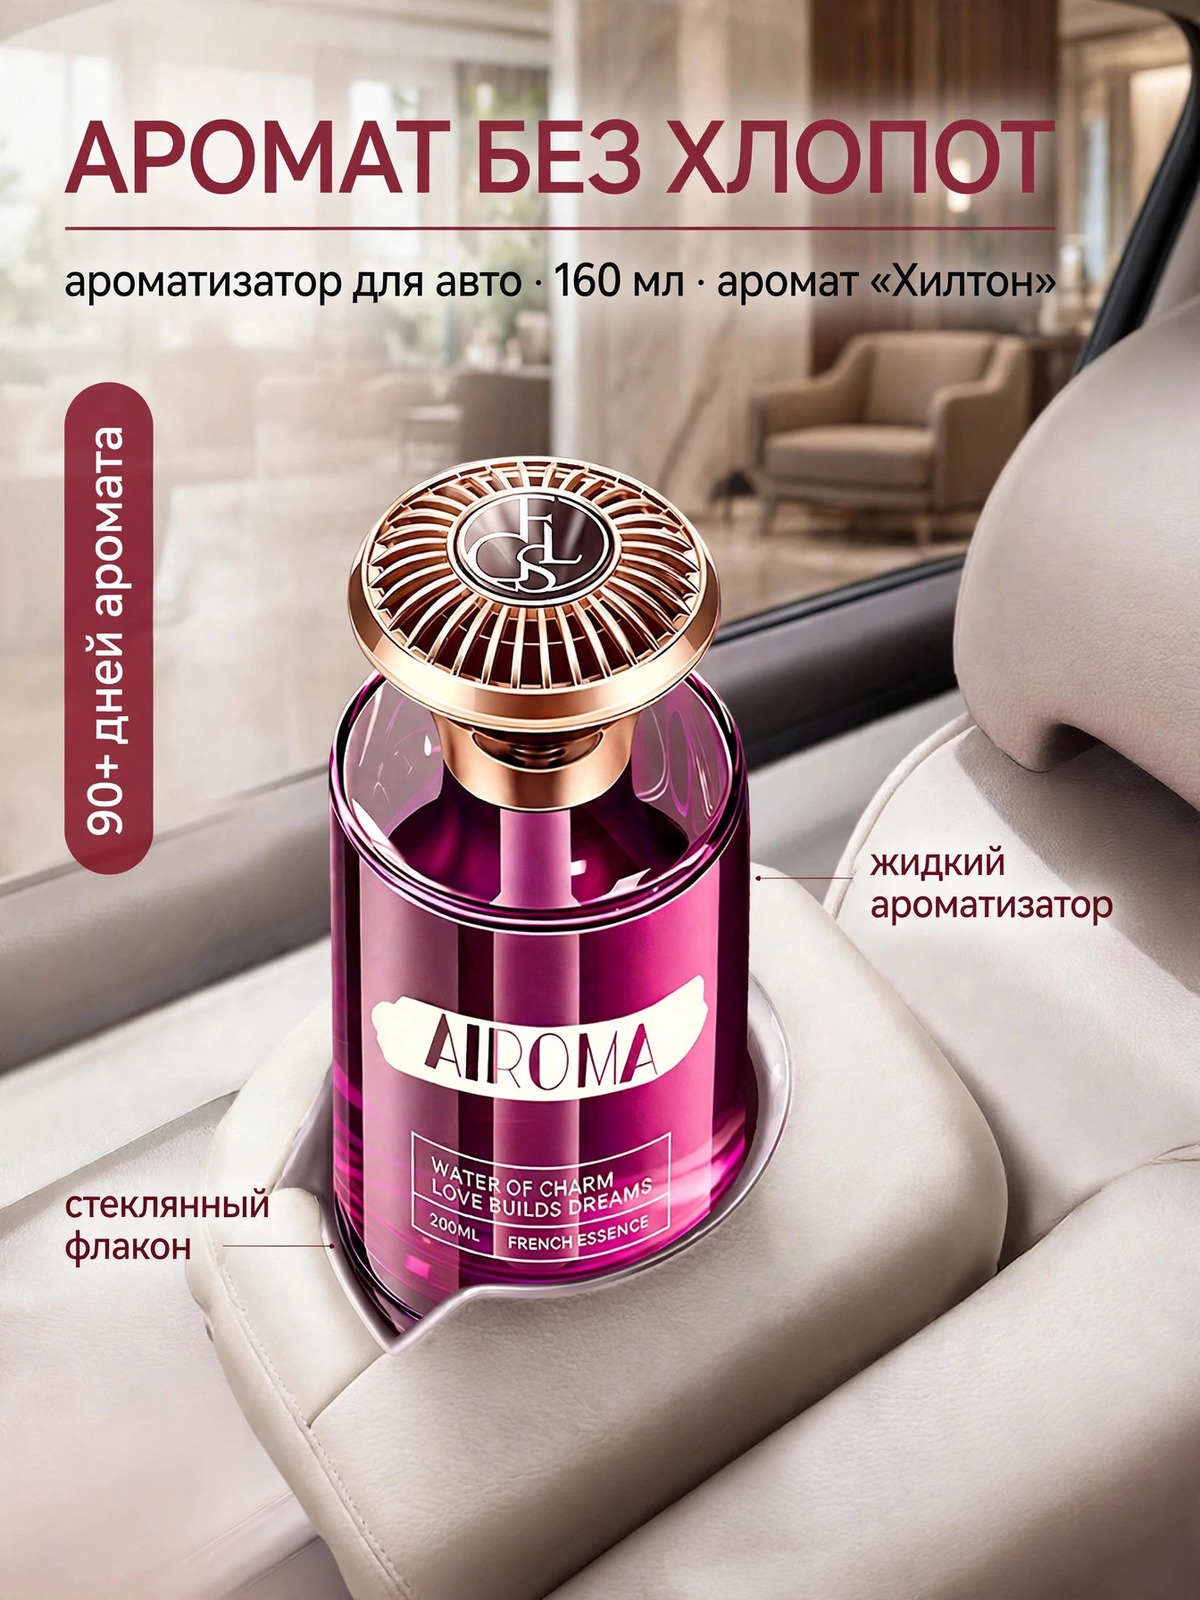 АРОМАТ БЕЗ ХЛОПОТ
ароматизатор для авто · 160 мл · аромат «Хилтон»
90+ дней аромата
FLCS
жидкий
ароматизатор
AIROMA
WATER OF CHARM
LOVE BUILDS DREAMS
200ML FRENCH ESSENCE
стеклянный
флакон